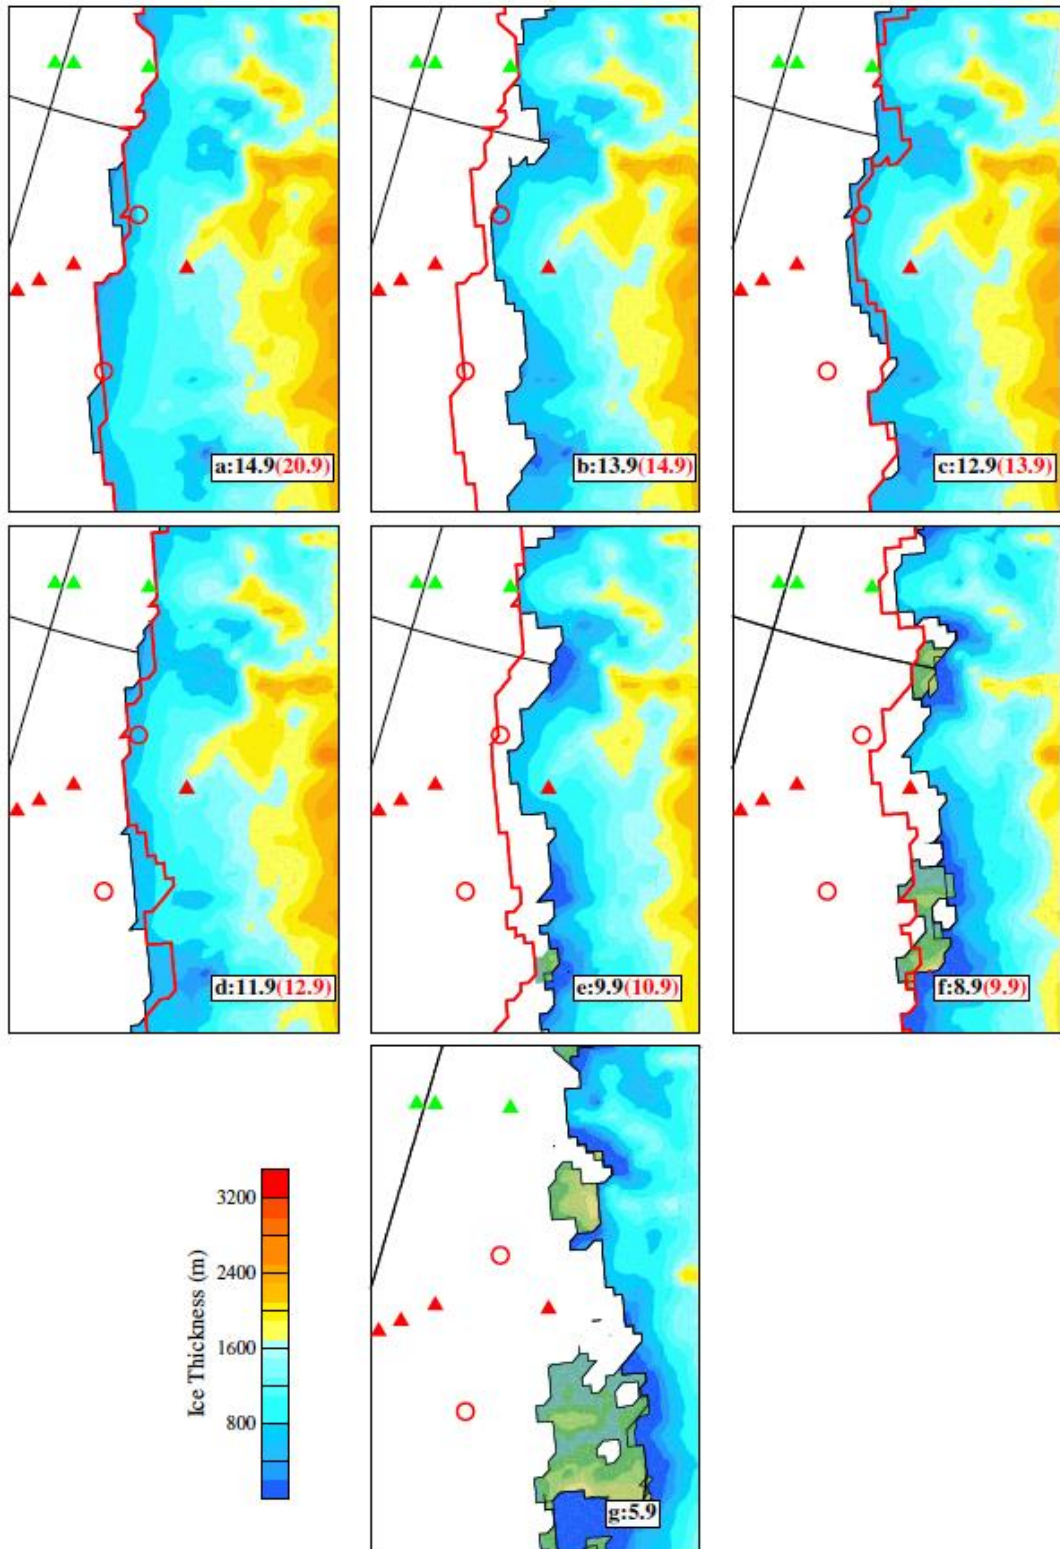 a:14.9(20.9)
b:13.9(14.9)
c:12.9(13.9)
d:11.9(12.9)
e:9.9(10.9)
f:8.9(9.9)
Ice Thickness (m)
3200
2400
1600
800
g:5.9